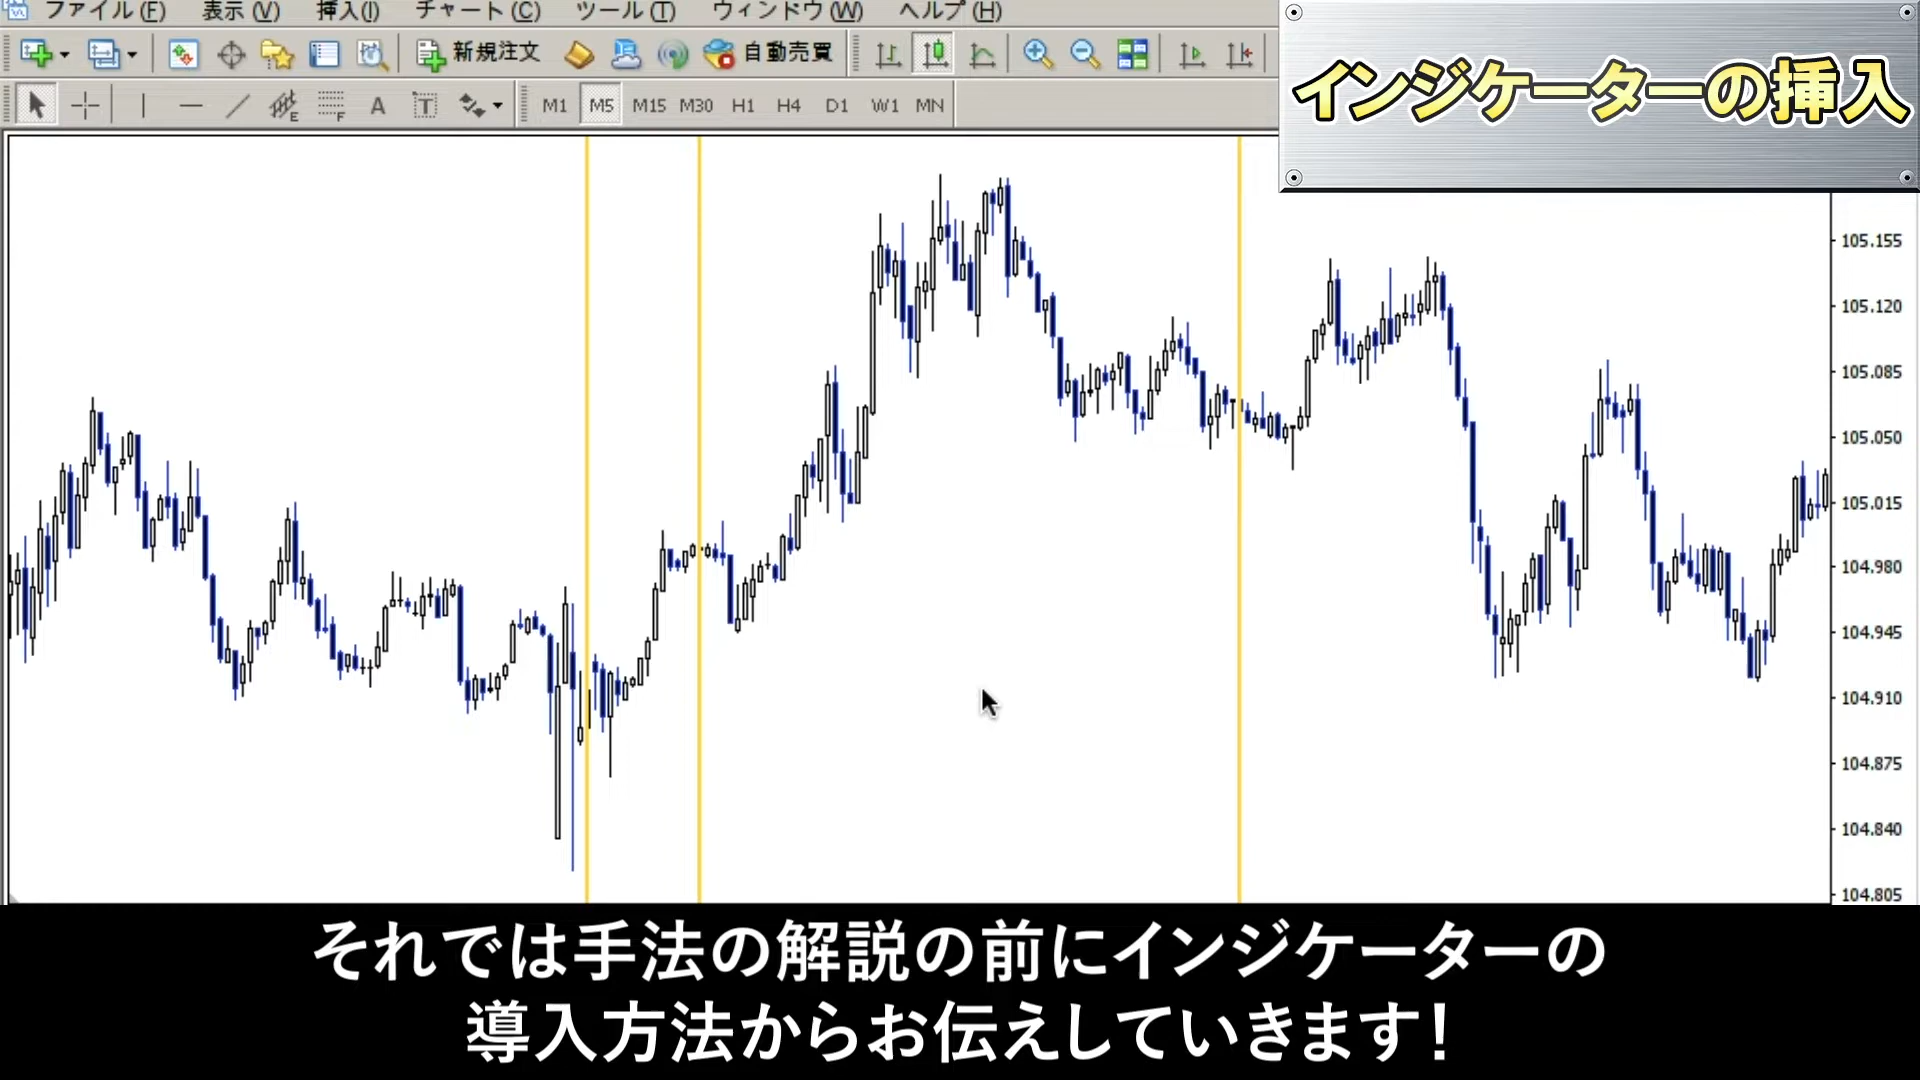 ファイル(F) 表示(V) 挿入(I) チャート(C) ツール(T) ウィンドウ(W) ヘルプ(H)
新規注文 自動売買
A T M1 M5 M15 M30 H1 H4 D1 W1 MN
インジケーターの挿入
105.155
105.120
105.085
105.050
105.015
104.980
104.945
104.910
104.875
104.840
104.805
それでは手法の解説の前にインジケーターの
導入方法からお伝えしていきます!